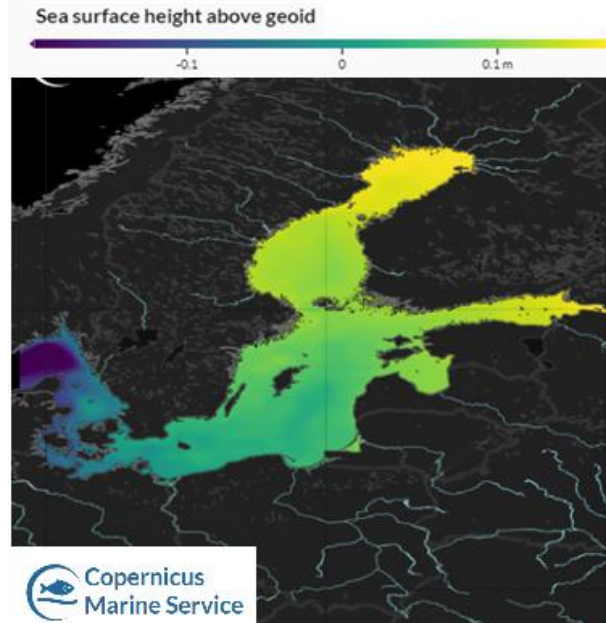 Sea surface height above geoid
-0.1 0 0.1 m
Copernicus
Marine Service